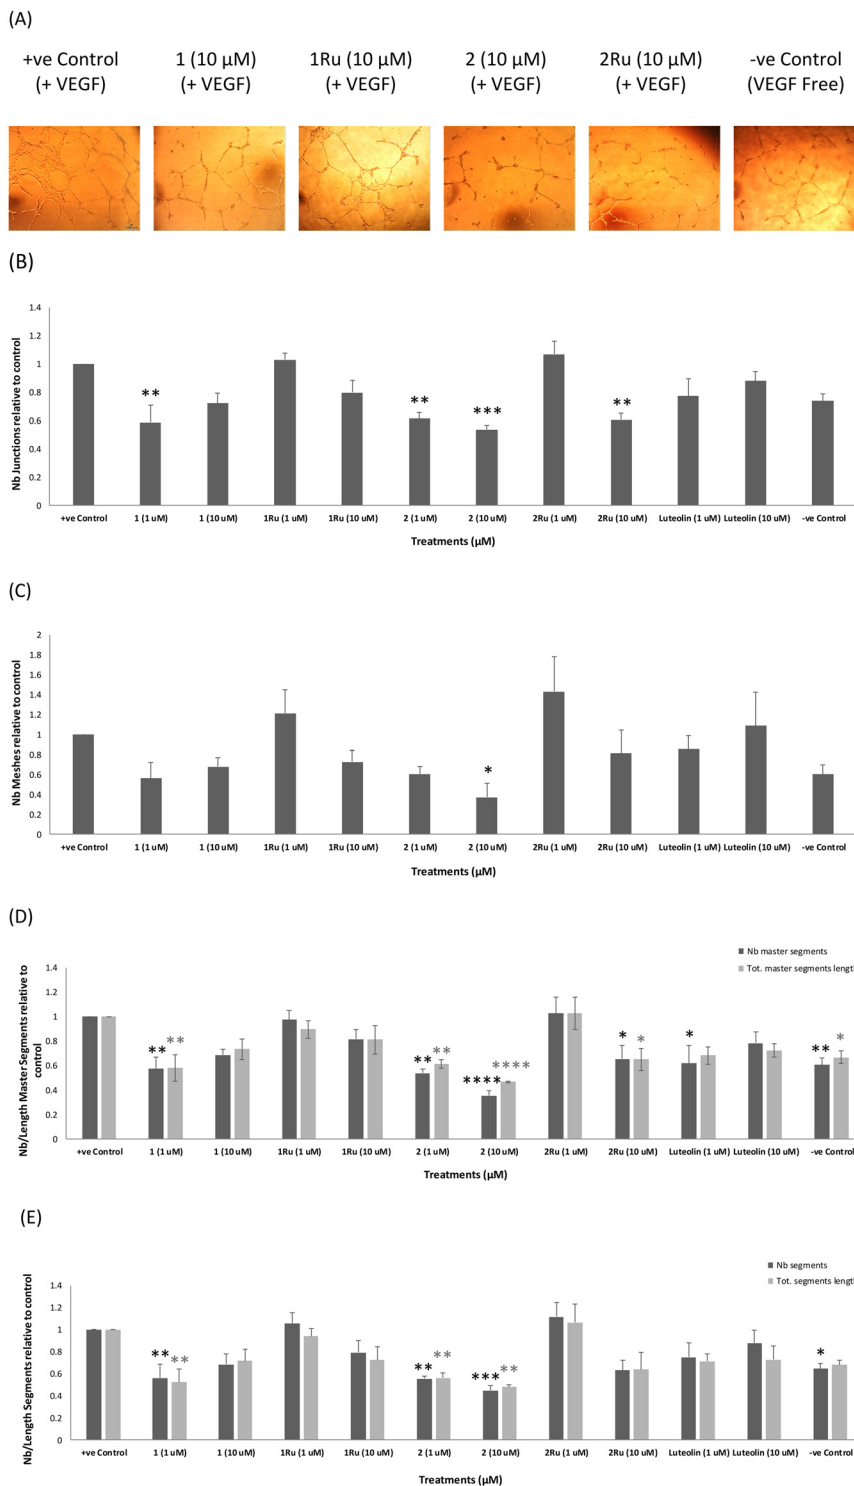 (A)
+ve Control 1 (10 µM) 1Ru (10 µM) 2 (10 µM) 2Ru (10 µM) -ve Control
(+ VEGF) (+ VEGF) (+ VEGF) (+ VEGF) (+ VEGF) (VEGF Free)
(B)
Nb Junctions relative to control
1.4
1.2
1
0.8
0.6
0.4
0.2
0
** ** *** **
+ve Control 1 (1 uM) 1 (10 uM) 1Ru (1 uM) 1Ru (10 uM) 2 (1 uM) 2 (10 uM) 2Ru (1 uM) 2Ru (10 uM) Luteolin (1 uM) Luteolin (10 uM) -ve Control
Treatments (µM)
(C)
Nb Meshes relative to control
2
1.8
1.6
1.4
1.2
1
0.8
0.6
0.4
0.2
0
*
+ve Control 1 (1 uM) 1 (10 uM) 1Ru (1 uM) 1Ru (10 uM) 2 (1 uM) 2 (10 uM) 2Ru (1 uM) 2Ru (10 uM) Luteolin (1 uM) Luteolin (10 uM) -ve Control
Treatments (µM)
(D)
Nb master segments
Tot. master segments length
Nb/Length Master Segments relative to
control
1.4
1.2
1
0.8
0.6
0.4
0.2
0
** ** ** ** **** **** * * * ** *
+ve Control 1 (1 uM) 1 (10 uM) 1Ru (1 uM) 1Ru (10 uM) 2 (1 uM) 2 (10 uM) 2Ru (1 uM) 2Ru (10 uM) Luteolin (1 uM) Luteolin (10 uM) -ve Control
Treatments (µM)
(E)
Nb segments
Tot. segments length
Nb/Length Segments relative to control
1.4
1.2
1
0.8
0.6
0.4
0.2
0
** ** ** ** *** ** *
+ve Control 1 (1 uM) 1 (10 uM) 1Ru (1 uM) 1Ru (10 uM) 2 (1 uM) 2 (10 uM) 2Ru (1 uM) 2Ru (10 uM) Luteolin (1 uM) Luteolin (10 uM) -ve Control
Treatments (µM)